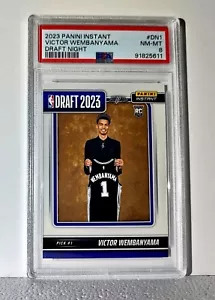 2023 PANINI INSTANT #DN1
VICTOR WEMBANYAMA NM-MT
DRAFT NIGHT 8
PSA 91825611
DRAFT 2023
PANINI
INSTANT
RC
WEMBANYAMA
1
PICK #1 VICTOR WEMBANYAMA